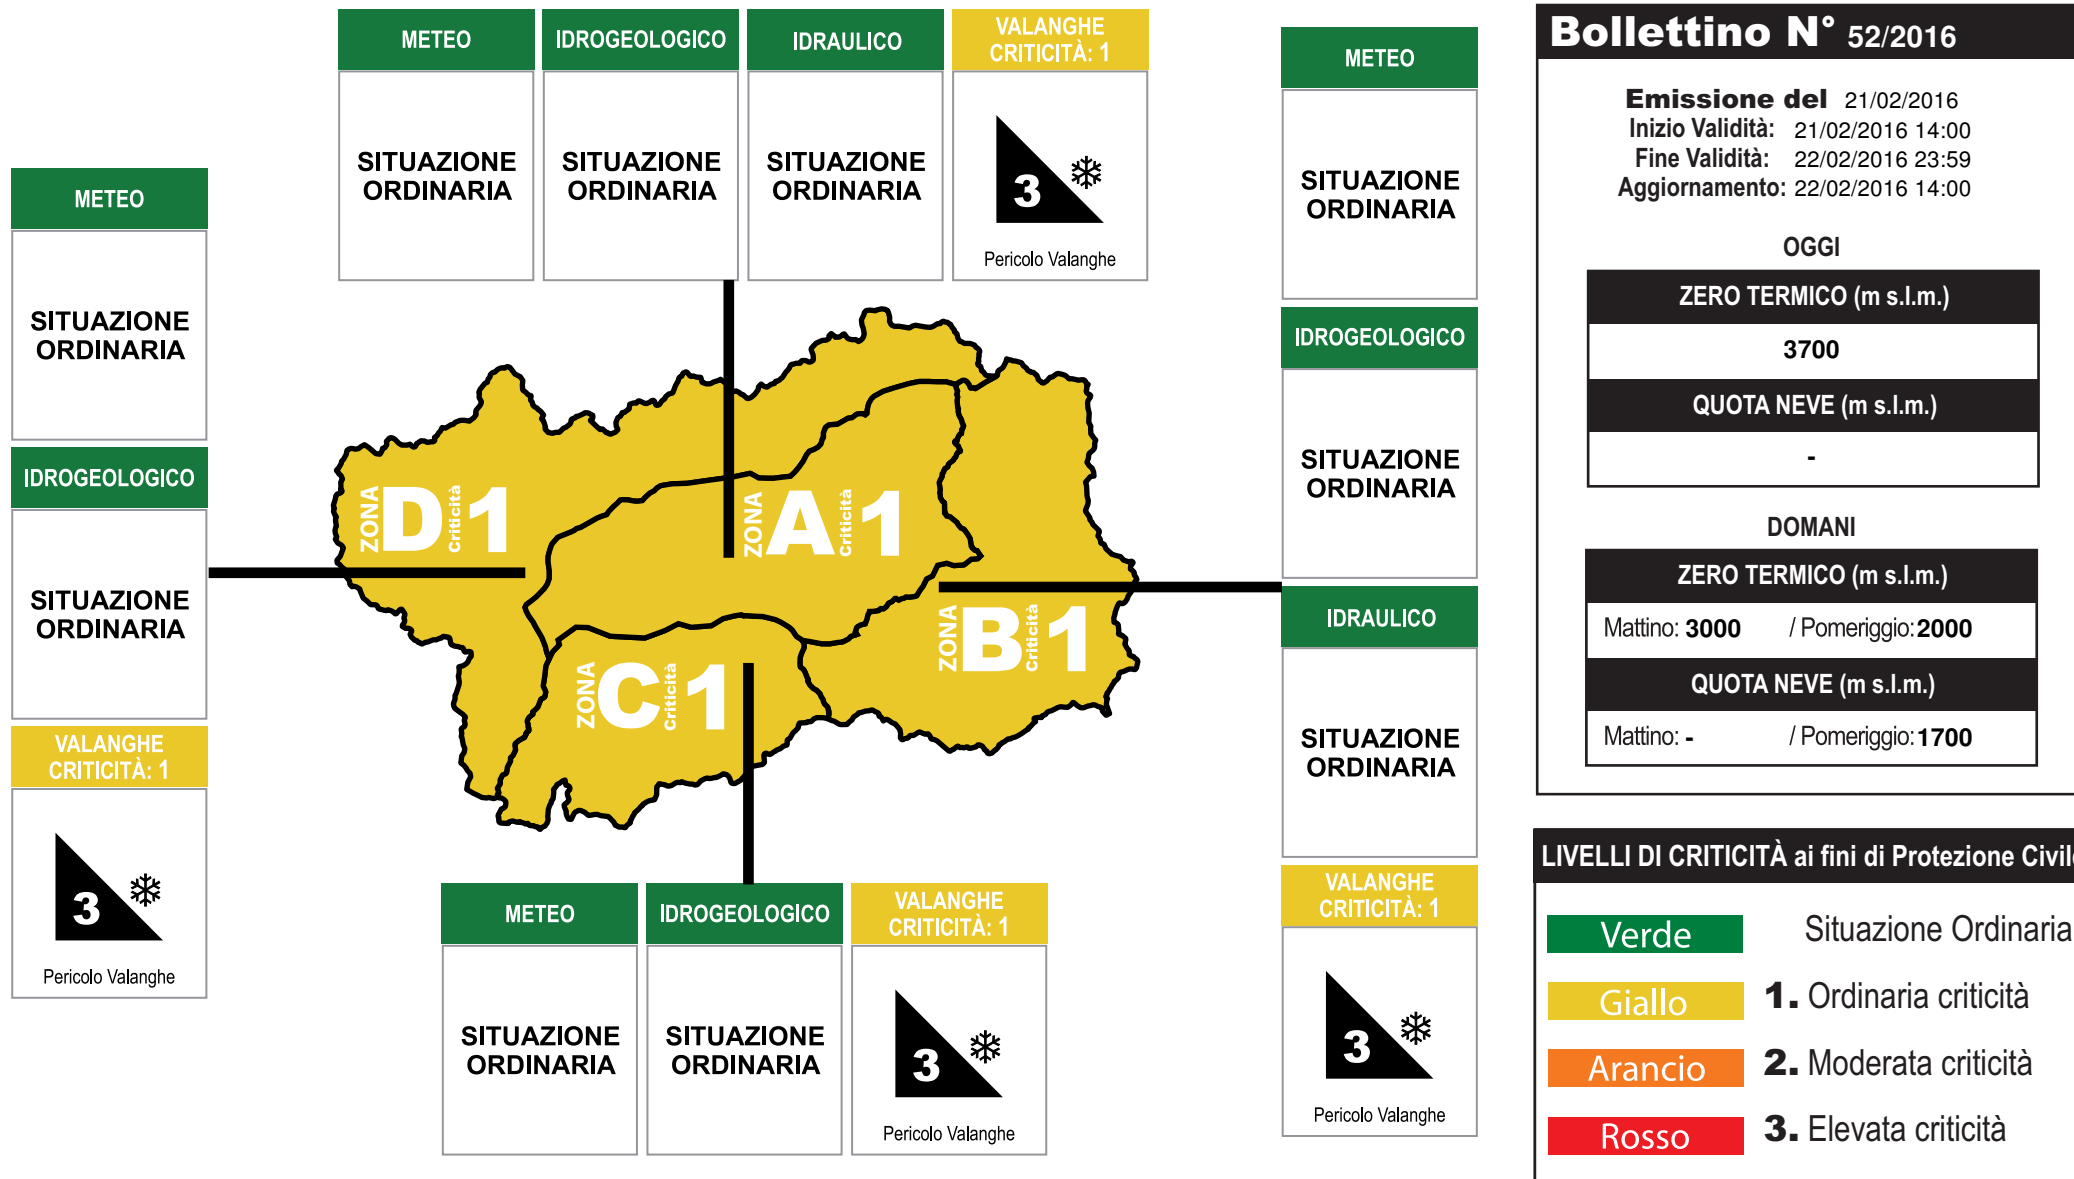 METEO
SITUAZIONE
ORDINARIA
IDROGEOLOGICO
SITUAZIONE
ORDINARIA
VALANGHE
CRITICITÀ: 1
3
Pericolo Valanghe
METEO
SITUAZIONE
ORDINARIA
IDROGEOLOGICO
SITUAZIONE
ORDINARIA
IDRAULICO
SITUAZIONE
ORDINARIA
VALANGHE
CRITICITÀ: 1
3
Pericolo Valanghe
ZONA D Criticità 1
ZONA A Criticità 1
ZONA B Criticità 1
ZONA C Criticità 1
METEO
SITUAZIONE
ORDINARIA
IDROGEOLOGICO
SITUAZIONE
ORDINARIA
VALANGHE
CRITICITÀ: 1
3
Pericolo Valanghe
METEO
SITUAZIONE
ORDINARIA
IDROGEOLOGICO
SITUAZIONE
ORDINARIA
IDRAULICO
SITUAZIONE
ORDINARIA
VALANGHE
CRITICITÀ: 1
3
Pericolo Valanghe
Bollettino N° 52/2016
Emissione del 21/02/2016
Inizio Validità: 21/02/2016 14:00
Fine Validità: 22/02/2016 23:59
Aggiornamento: 22/02/2016 14:00
OGGI
ZERO TERMICO (m s.l.m.)
3700
QUOTA NEVE (m s.l.m.)
-
DOMANI
ZERO TERMICO (m s.l.m.)
Mattino: 3000 / Pomeriggio: 2000
QUOTA NEVE (m s.l.m.)
Mattino: - / Pomeriggio: 1700
LIVELLI DI CRITICITÀ ai fini di Protezione Civile
Verde Situazione Ordinaria
Giallo 1. Ordinaria criticità
Arancio 2. Moderata criticità
Rosso 3. Elevata criticità